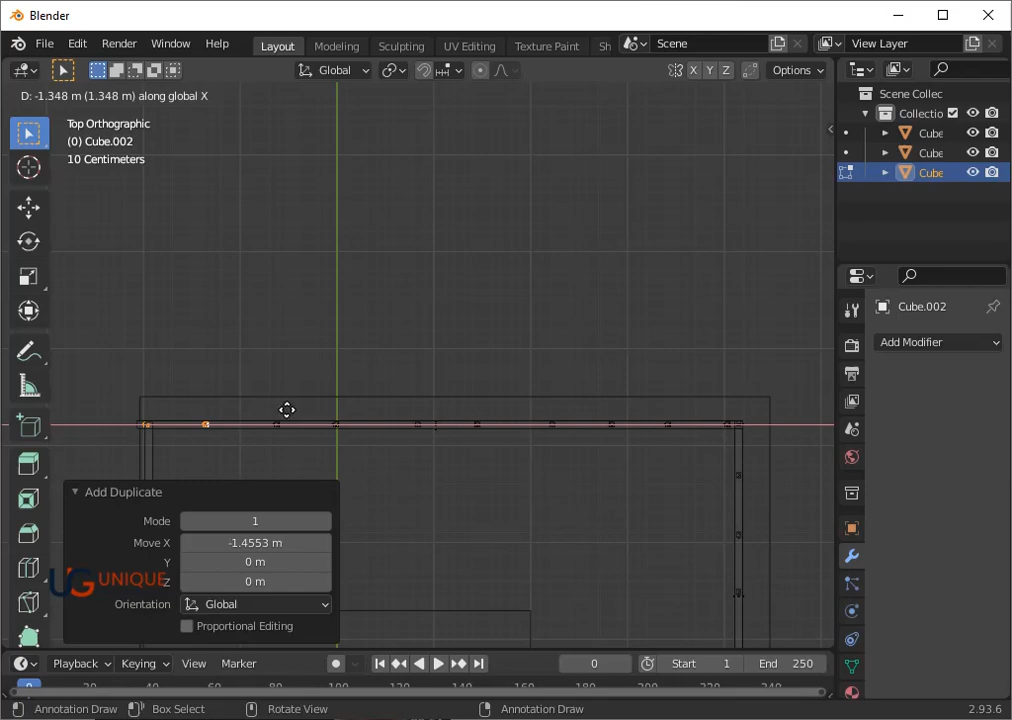 Blender
File Edit Render Window Help Layout Modeling Sculpting UV Editing Texture Paint Sh Scene View Layer
Global X Y Z Options
D: -1.348 m (1.348 m) along global X
Top Orthographic
(0) Cube.002
10 Centimeters
Scene Collec
Collectio
Cube
Cube
Cube
Cube.002
Add Modifier
Add Duplicate
Mode 1
Move X -1.4553 m
Y 0 m
Z 0 m
Orientation Global
Proportional Editing
UG UNIQUE
Playback Keying View Marker 0 Start 1 End 250
0 20 40 60 80 100 120 140 160 180 200 220 240
Annotation Draw Box Select Rotate View Annotation Draw 2.93.6